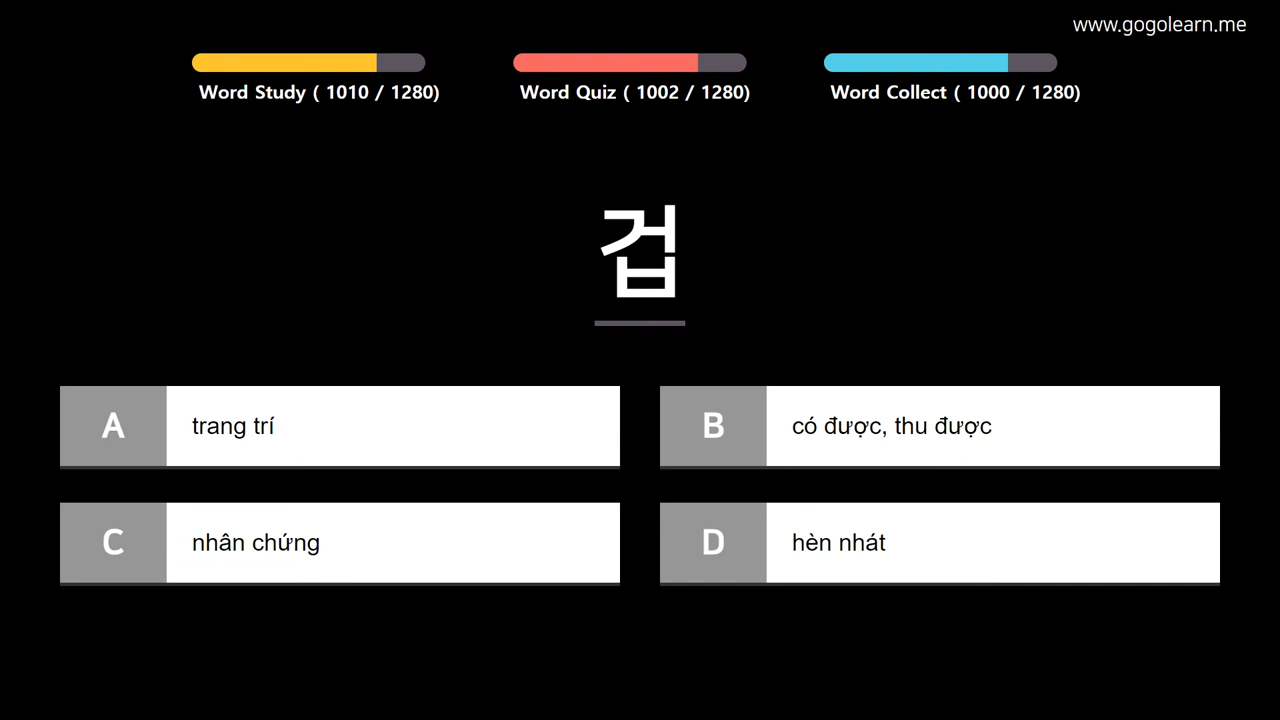 www.gogolearn.me
Word Study ( 1010 / 1280)
Word Quiz ( 1002 / 1280)
Word Collect ( 1000 / 1280)
겁
A trang trí
B có được, thu được
C nhân chứng
D hèn nhát